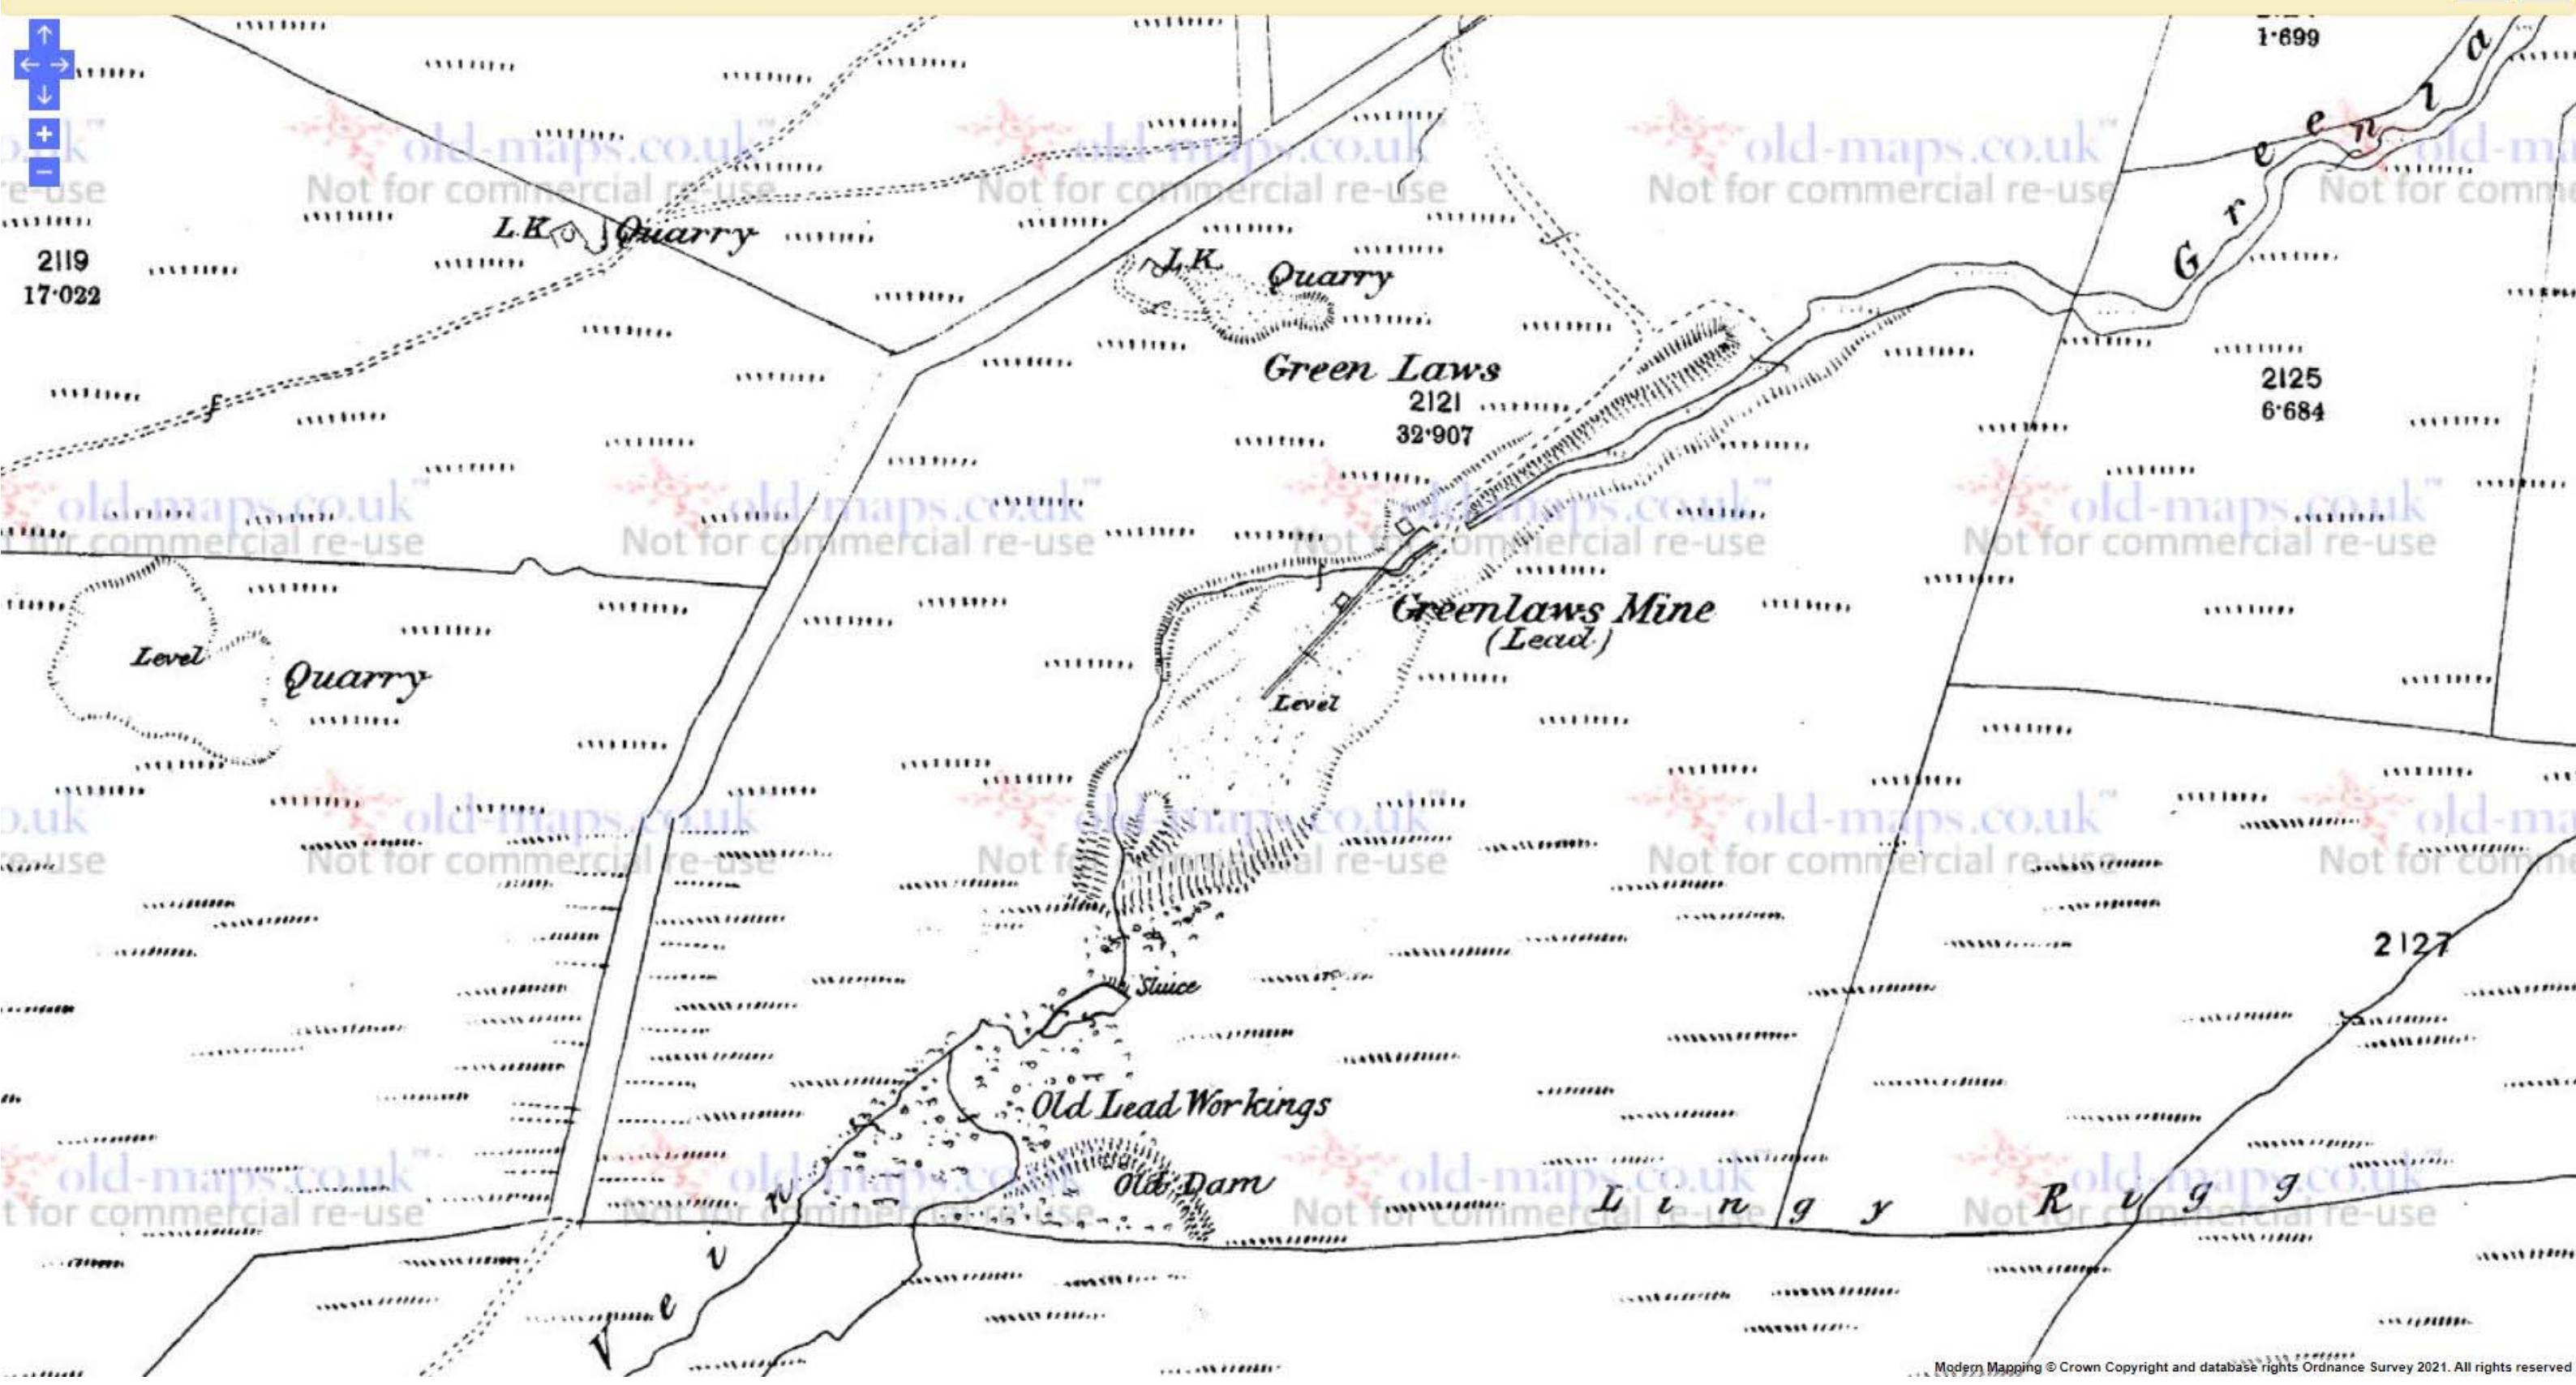 1·699
L.K.
Quarry
2119
17·022
L.K.
Quarry
Green Laws
2121
32·907
2125
6·684
Greenla
Greenlaws Mine
(Lead)
Level
Quarry
Level
2127
Sluice
Old Lead Workings
Old Dam
Lingy Rigg
Vein
old-maps.co.uk™
Not for commercial re-use
Modern Mapping © Crown Copyright and database rights Ordnance Survey 2021. All rights reserved